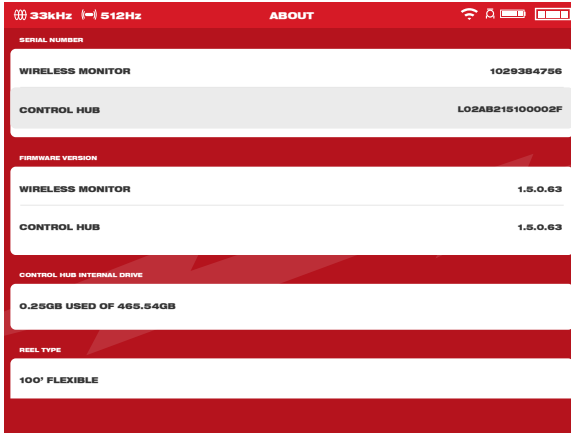 33kHz 512Hz ABOUT
SERIAL NUMBER
WIRELESS MONITOR 1029384756
CONTROL HUB L02AB215100002F
FIRMWARE VERSION
WIRELESS MONITOR 1.5.0.63
CONTROL HUB 1.5.0.63
CONTROL HUB INTERNAL DRIVE
0.25GB USED OF 465.54GB
REEL TYPE
100' FLEXIBLE